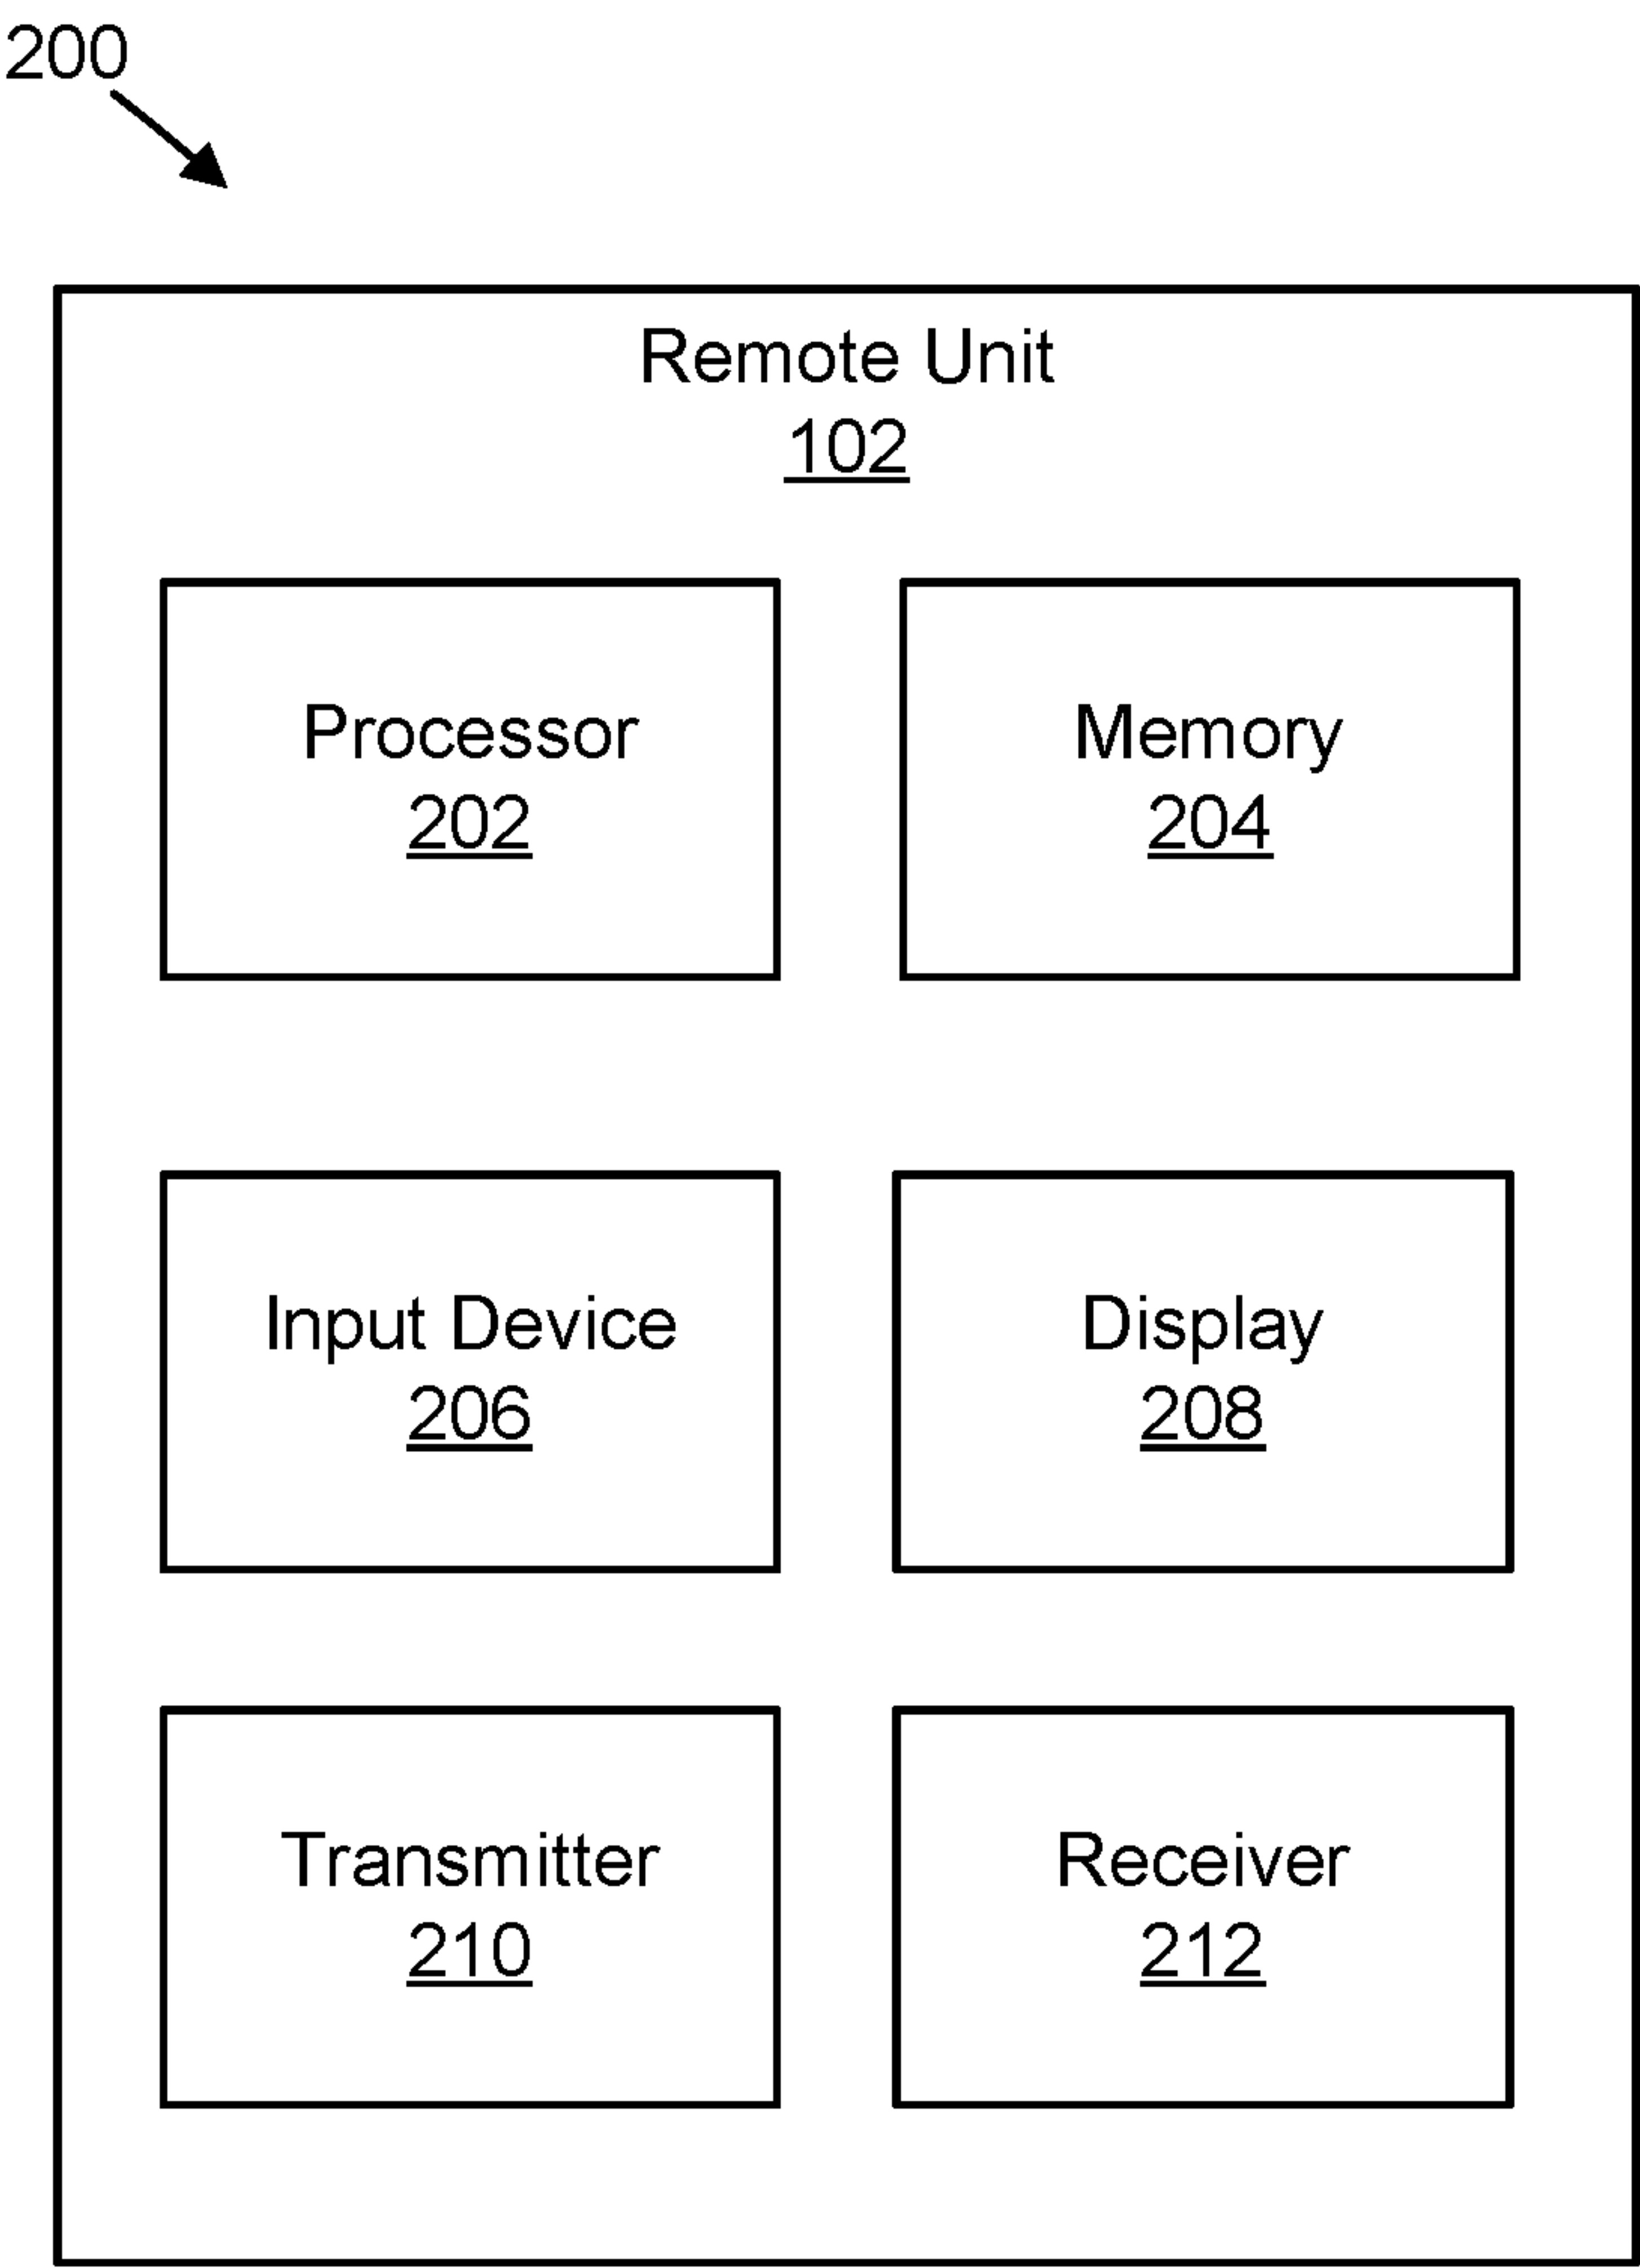 200
Remote Unit
102
Processor
202
Memory
204
Input Device
206
Display
208
Transmitter
210
Receiver
212